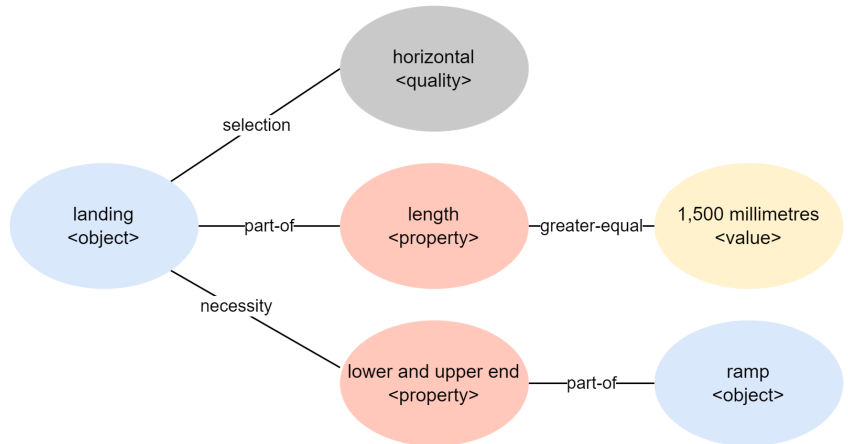 horizontal
<quality>
selection
landing
<object>
part-of
length
<property>
greater-equal
1,500 millimetres
<value>
necessity
lower and upper end
<property>
part-of
ramp
<object>